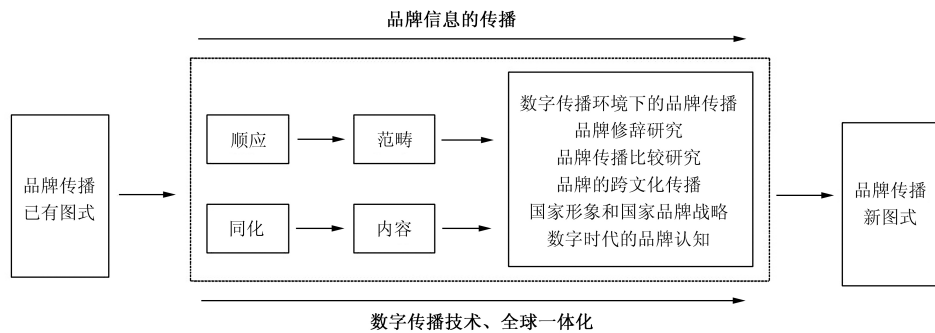 品牌信息的传播
品牌传播
已有图式
顺应
范畴
同化
内容
数字传播环境下的品牌传播
品牌修辞研究
品牌传播比较研究
品牌的跨文化传播
国家形象和国家品牌战略
数字时代的品牌认知
品牌传播
新图式
数字传播技术、全球一体化